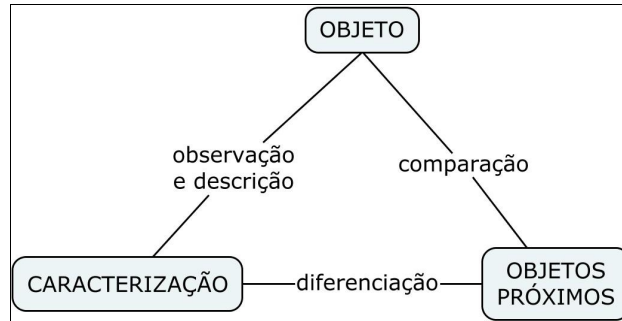 OBJETO
observação
e descrição
comparação
CARACTERIZAÇÃO
diferenciação
OBJETOS
PRÓXIMOS